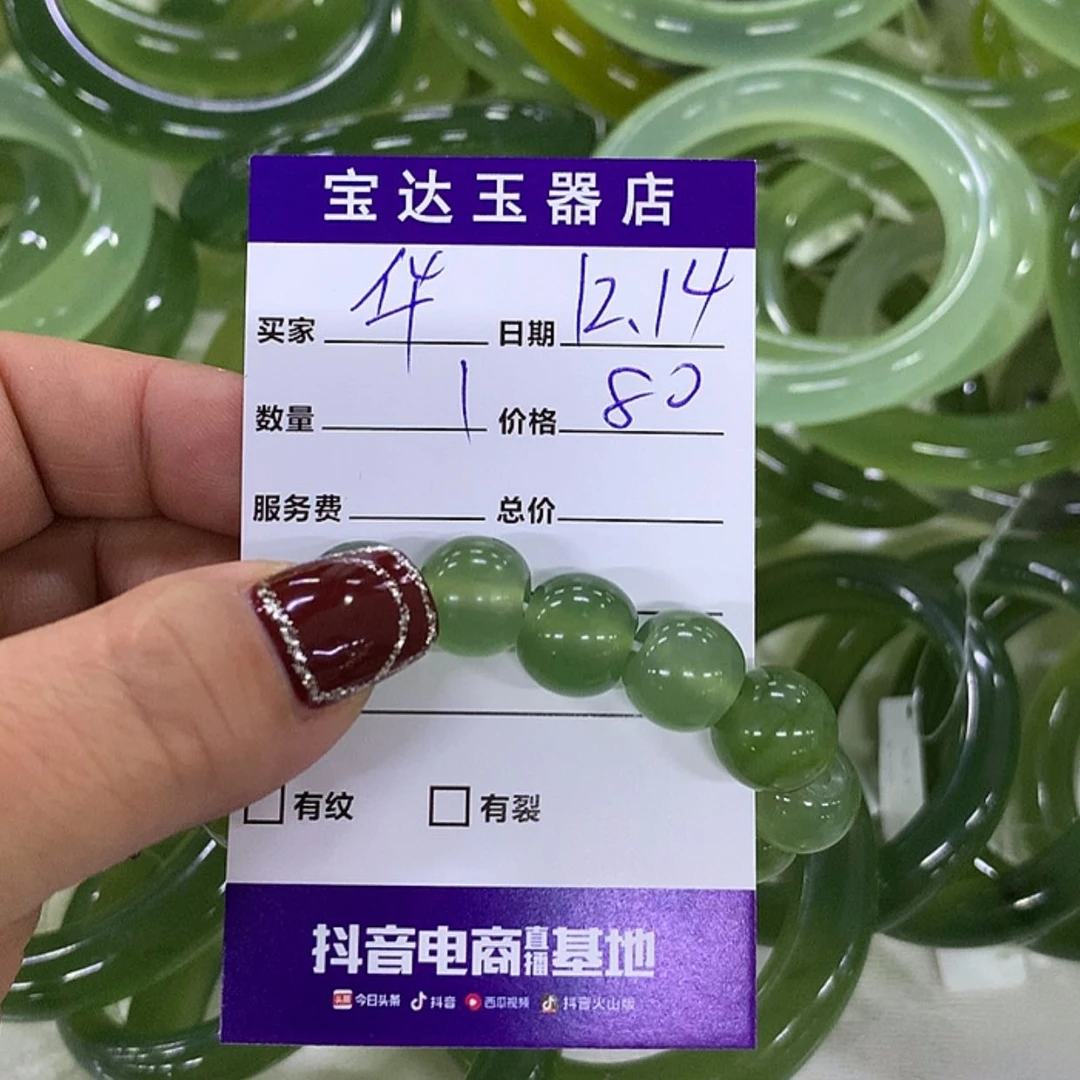 宝达玉器店
买家 华 日期 12.14
数量 1 价格 80
服务费 总价
有纹 有裂
抖音电商直播基地
今日头条 抖音 西瓜视频 抖音火山版